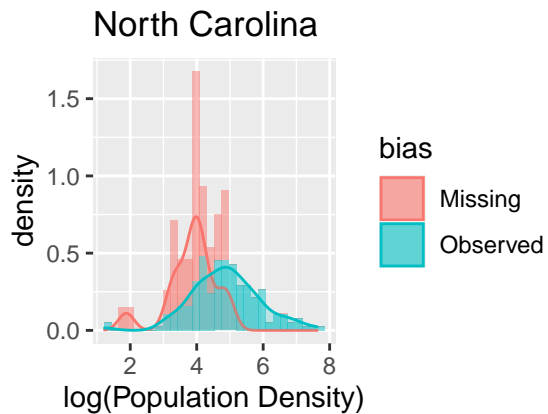 North Carolina
density
1.5
1.0
0.5
0.0
2 4 6 8
log(Population Density)
bias
Missing
Observed